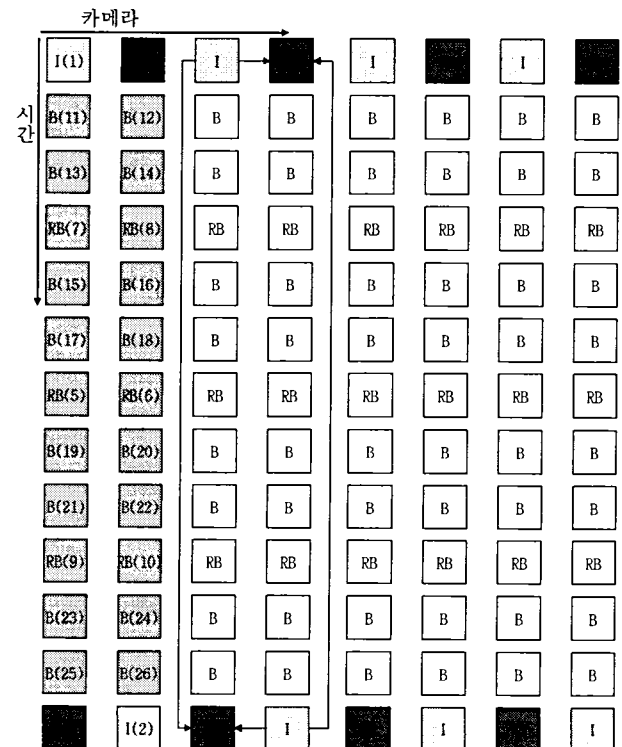 카메라
시간
I(1) I I I
B(11) B(12) B B B B B B
B(13) B(14) B B B B B B
RB(7) RB(8) RB RB RB RB RB RB
B(15) B(16) B B B B B B
B(17) B(18) B B B B B B
RB(5) RB(6) RB RB RB RB RB RB
B(19) B(20) B B B B B B
B(21) B(22) B B B B B B
RB(9) RB(10) RB RB RB RB RB RB
B(23) B(24) B B B B B B
B(25) B(26) B B B B B B
I(2) I I I